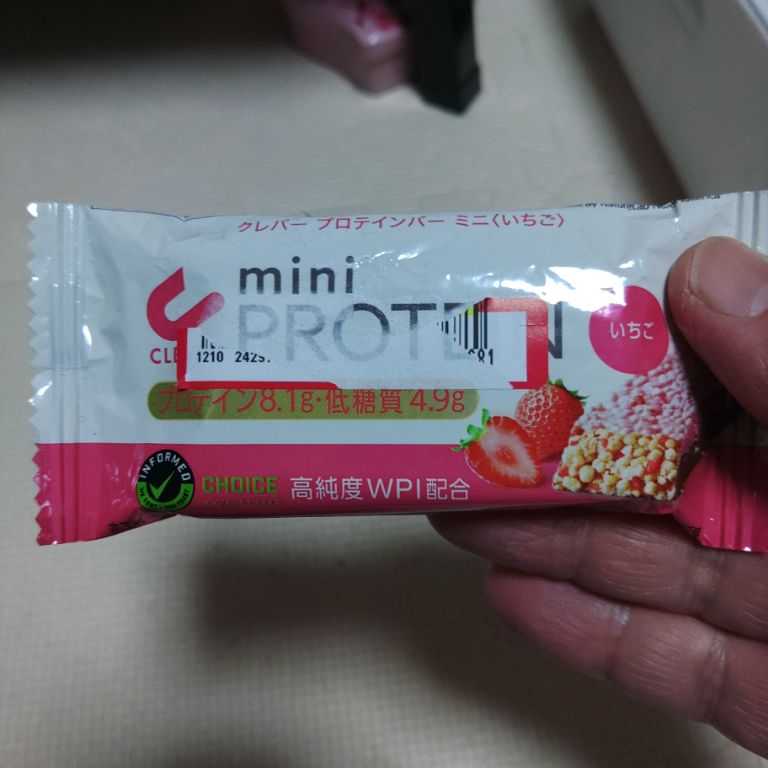 クレバー プロテインバー ミニ〈いちご〉
mini
PROTEIN
いちご
1210 242
681
プロテイン8.1g・低糖質4.9g
INFORMED
CHOICE
高純度WPI配合